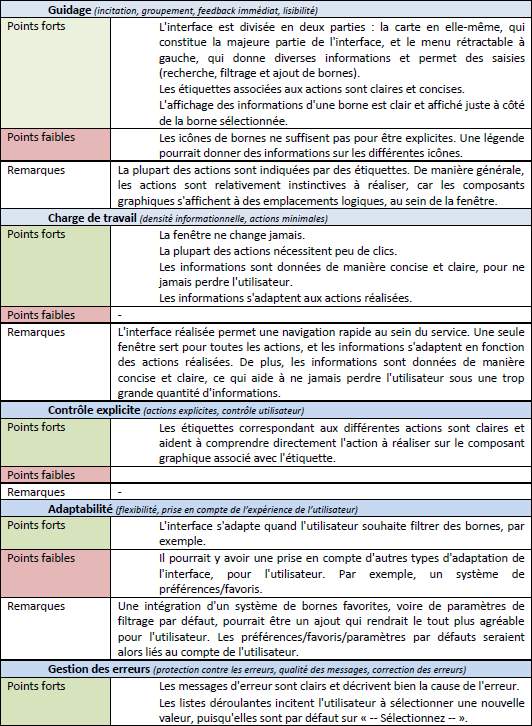 Guidage (incitation, groupement, feedback immédiat, lisibilité)
Points forts
L'interface est divisée en deux parties : la carte en elle-même, qui
constitue la majeure partie de l'interface, et le menu rétractable à
gauche, qui donne diverses informations et permet des saisies
(recherche, filtrage et ajout de bornes).
Les étiquettes associées aux actions sont claires et concises.
L'affichage des informations d'une borne est clair et affiché juste à côté
de la borne sélectionnée.
Points faibles
Les icônes de bornes ne suffisent pas pour être explicites. Une légende
pourrait donner des informations sur les différentes icônes.
Remarques
La plupart des actions sont indiquées par des étiquettes. De manière générale,
les actions sont relativement instinctives à réaliser, car les composants
graphiques s'affichent à des emplacements logiques, au sein de la fenêtre.
Charge de travail (densité informationnelle, actions minimales)
Points forts
La fenêtre ne change jamais.
La plupart des actions nécessitent peu de clics.
Les informations sont données de manière concise et claire, pour ne
jamais perdre l'utilisateur.
Les informations s'adaptent aux actions réalisées.
Points faibles
-
Remarques
L'interface réalisée permet une navigation rapide au sein du service. Une seule
fenêtre sert pour toutes les actions, et les informations s'adaptent en fonction
des actions réalisées. De plus, les informations sont données de manière
concise et claire, ce qui aide à ne jamais perdre l'utilisateur sous une trop
grande quantité d'informations.
Contrôle explicite (actions explicites, contrôle utilisateur)
Points forts
Les étiquettes correspondant aux différentes actions sont claires et
aident à comprendre directement l'action à réaliser sur le composant
graphique associé avec l'étiquette.
Points faibles
Remarques
-
Adaptabilité (flexibilité, prise en compte de l'expérience de l'utilisateur)
Points forts
L'interface s'adapte quand l'utilisateur souhaite filtrer des bornes, par
exemple.
Points faibles
Il pourrait y avoir une prise en compte d'autres types d'adaptation de
l'interface, pour l'utilisateur. Par exemple, un système de
préférences/favoris.
Remarques
Une intégration d'un système de bornes favorites, voire de paramètres de
filtrage par défaut, pourrait être un ajout qui rendrait le tout plus agréable
pour l'utilisateur. Les préférences/favoris/paramètres par défauts seraient
alors liés au compte de l'utilisateur.
Gestion des erreurs (protection contre les erreurs, qualité des messages, correction des erreurs)
Points forts
Les messages d'erreur sont clairs et décrivent bien la cause de l'erreur.
Les listes déroulantes incitent l'utilisateur à sélectionner une nouvelle
valeur, puisqu'elles sont par défaut sur « -- Sélectionnez -- ».